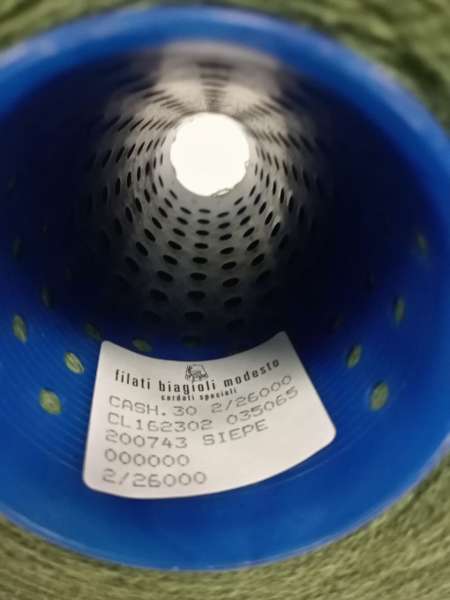 filati biagioli modesto
cardati speciali
CASH.30 2/26000
CL162302 035065
200743 SIEPE
000000
2/26000